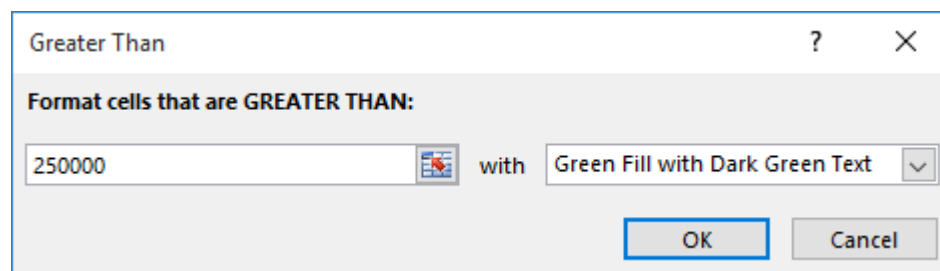 Greater Than ?
Format cells that are GREATER THAN:
250000 with Green Fill with Dark Green Text
OK Cancel